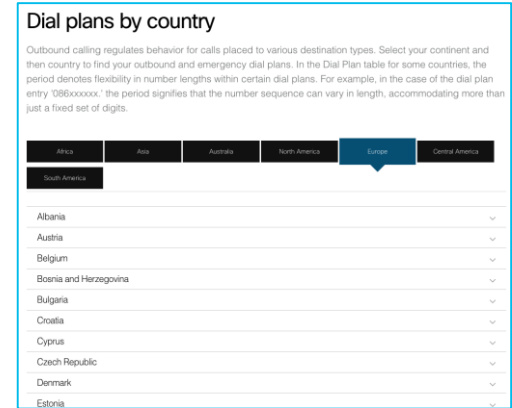 Dial plans by country
Outbound calling regulates behavior for calls placed to various destination types. Select your continent and
then country to find your outbound and emergency dial plans. In the Dial Plan table for some countries, the
period denotes flexibility in number lengths within certain dial plans. For example, in the case of the dial plan
entry '086xxxxxx.' the period signifies that the number sequence can vary in length, accommodating more than
just a fixed set of digits.
Africa Asia Australia North America Europe Central America
South America
Albania
Austria
Belgium
Bosnia and Herzegovina
Bulgaria
Croatia
Cyprus
Czech Republic
Denmark
Estonia